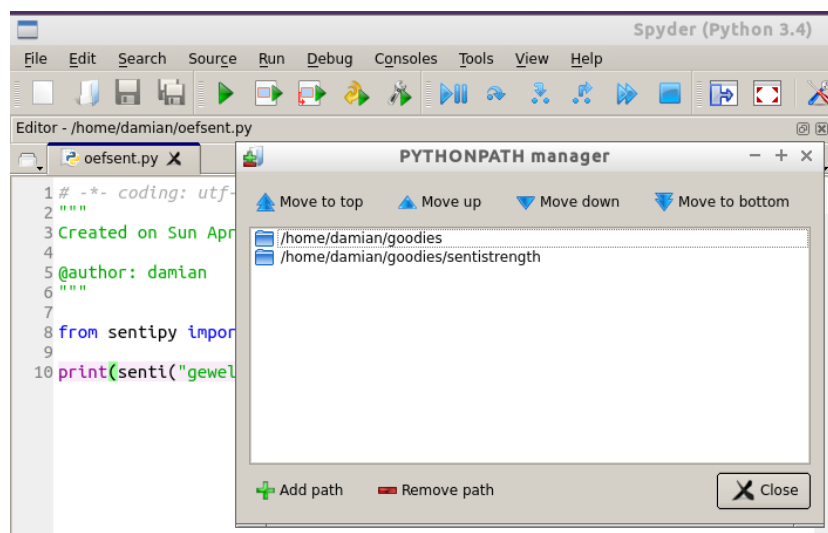 Spyder (Python 3.4)
File Edit Search Source Run Debug Consoles Tools View Help
Editor - /home/damian/oefsent.py
oefsent.py
PYTHONPATH manager
Move to top Move up Move down Move to bottom
/home/damian/goodies
/home/damian/goodies/sentistrength
Add path Remove path Close
1 # -*- coding: utf-
2 """
3 Created on Sun Apr
4
5 @author: damian
6 """
7
8 from sentipy impor
9
10 print(senti("gewel